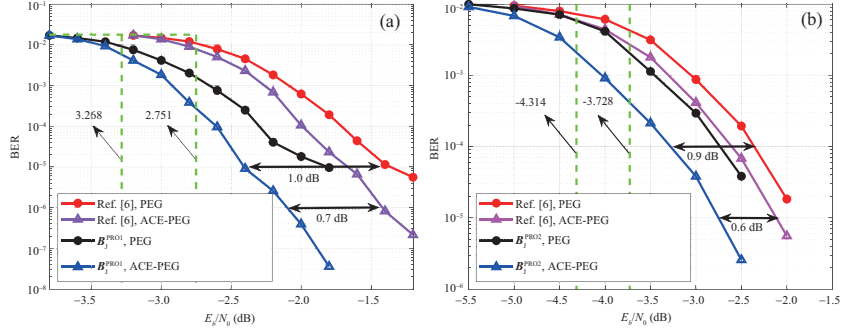 (a)
10^-1
10^0
10^-1
10^-2
10^-3
10^-4
10^-5
10^-6
10^-7
10^-8
BER
3.268
2.751
1.0 dB
0.7 dB
Ref. [6], PEG
Ref. [6], ACE-PEG
B_J^PRO1, PEG
B_J^PRO1, ACE-PEG
-3.5 -3.0 -2.5 -2.0 -1.5
E_b/N_0 (dB)
(b)
10^-2
10^-3
10^-4
10^-5
10^-6
BER
-4.314
-3.728
0.9 dB
0.6 dB
Ref. [6], PEG
Ref. [6], ACE-PEG
B_J^PRO2, PEG
B_J^PRO2, ACE-PEG
-5.5 -5.0 -4.5 -4.0 -3.5 -3.0 -2.5 -2.0 -1.5
E_b/N_0 (dB)